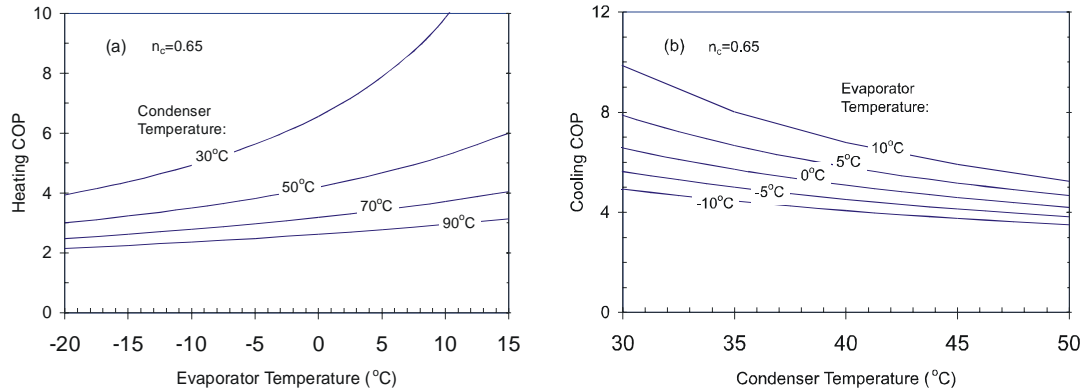 (a)
n_c=0.65
Condenser
Temperature:
30°C
50°C
70°C
90°C
Heating COP
10
8
6
4
2
0
-20 -15 -10 -5 0 5 10 15
Evaporator Temperature (°C)
(b)
n_c=0.65
Evaporator
Temperature:
10°C
-5°C
0°C
-5°C
-10°C
Cooling COP
12
8
4
0
30 35 40 45 50
Condenser Temperature (°C)